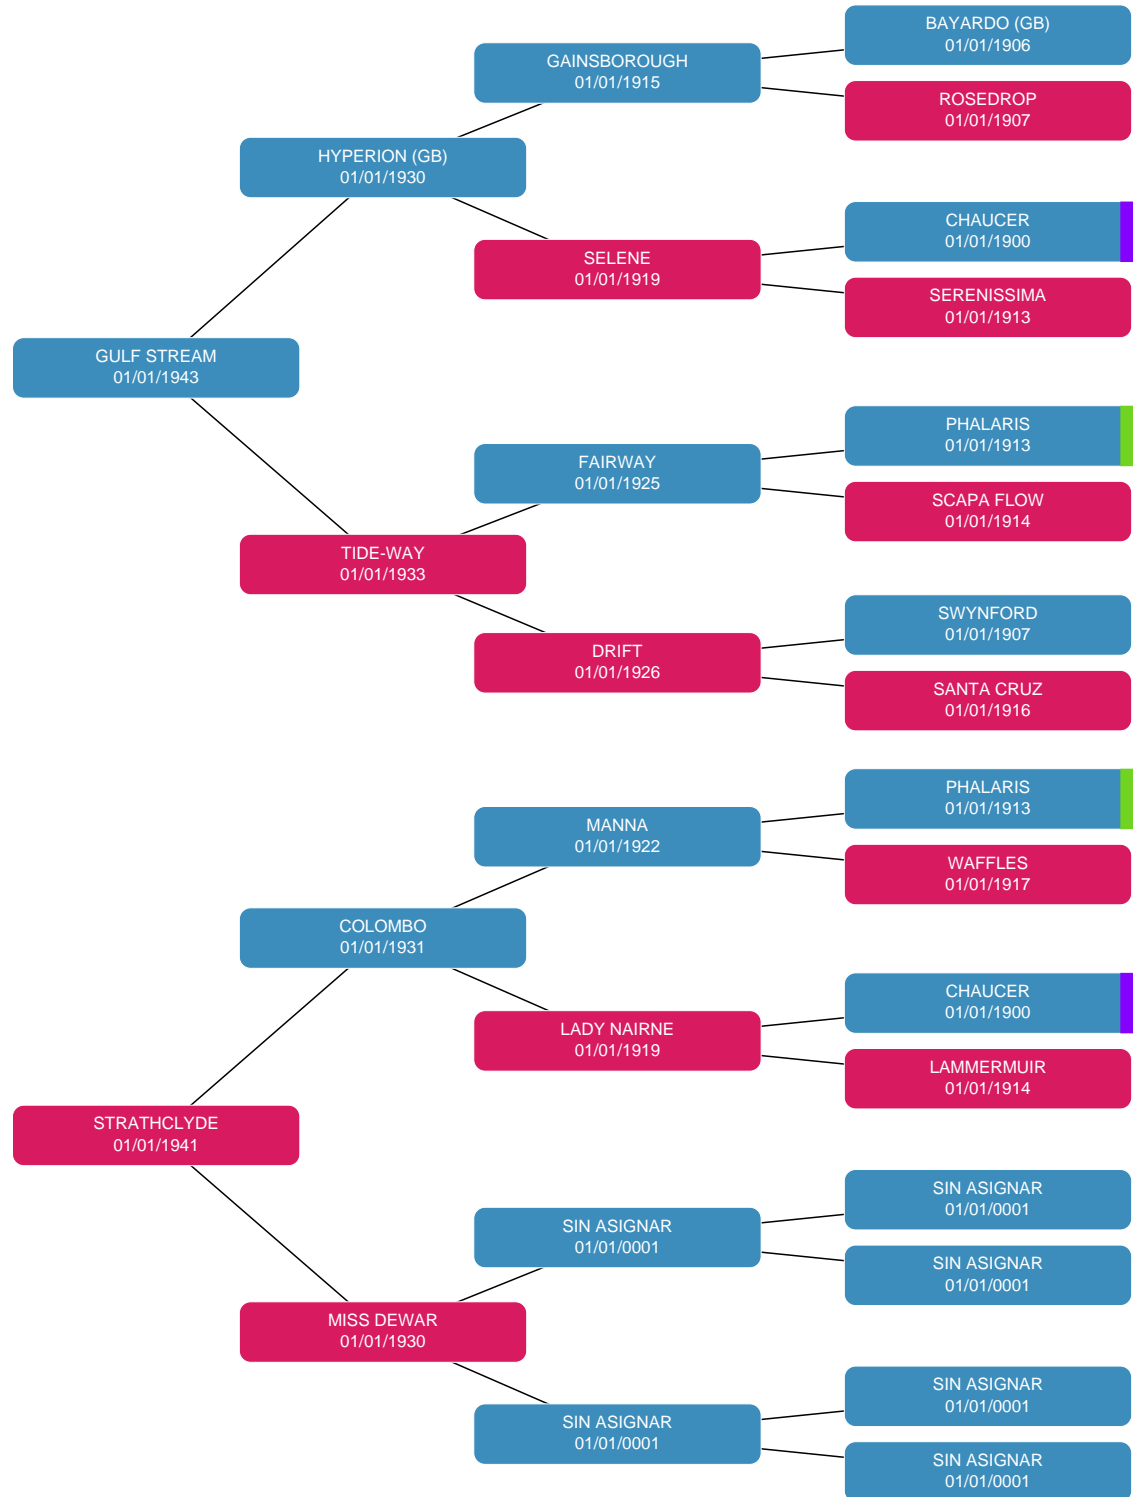 BAYARDO (GB)
01/01/1906
GAINSBOROUGH
01/01/1915
ROSEDROP
01/01/1907
HYPERION (GB)
01/01/1930
CHAUCER
01/01/1900
SELENE
01/01/1919
SERENISSIMA
01/01/1913
GULF STREAM
01/01/1943
PHALARIS
01/01/1913
FAIRWAY
01/01/1925
SCAPA FLOW
01/01/1914
TIDE-WAY
01/01/1933
SWYNFORD
01/01/1907
DRIFT
01/01/1926
SANTA CRUZ
01/01/1916
PHALARIS
01/01/1913
MANNA
01/01/1922
WAFFLES
01/01/1917
COLOMBO
01/01/1931
CHAUCER
01/01/1900
LADY NAIRNE
01/01/1919
LAMMERMUIR
01/01/1914
STRATHCLYDE
01/01/1941
SIN ASIGNAR
01/01/0001
SIN ASIGNAR
01/01/0001
SIN ASIGNAR
01/01/0001
MISS DEWAR
01/01/1930
SIN ASIGNAR
01/01/0001
SIN ASIGNAR
01/01/0001
SIN ASIGNAR
01/01/0001